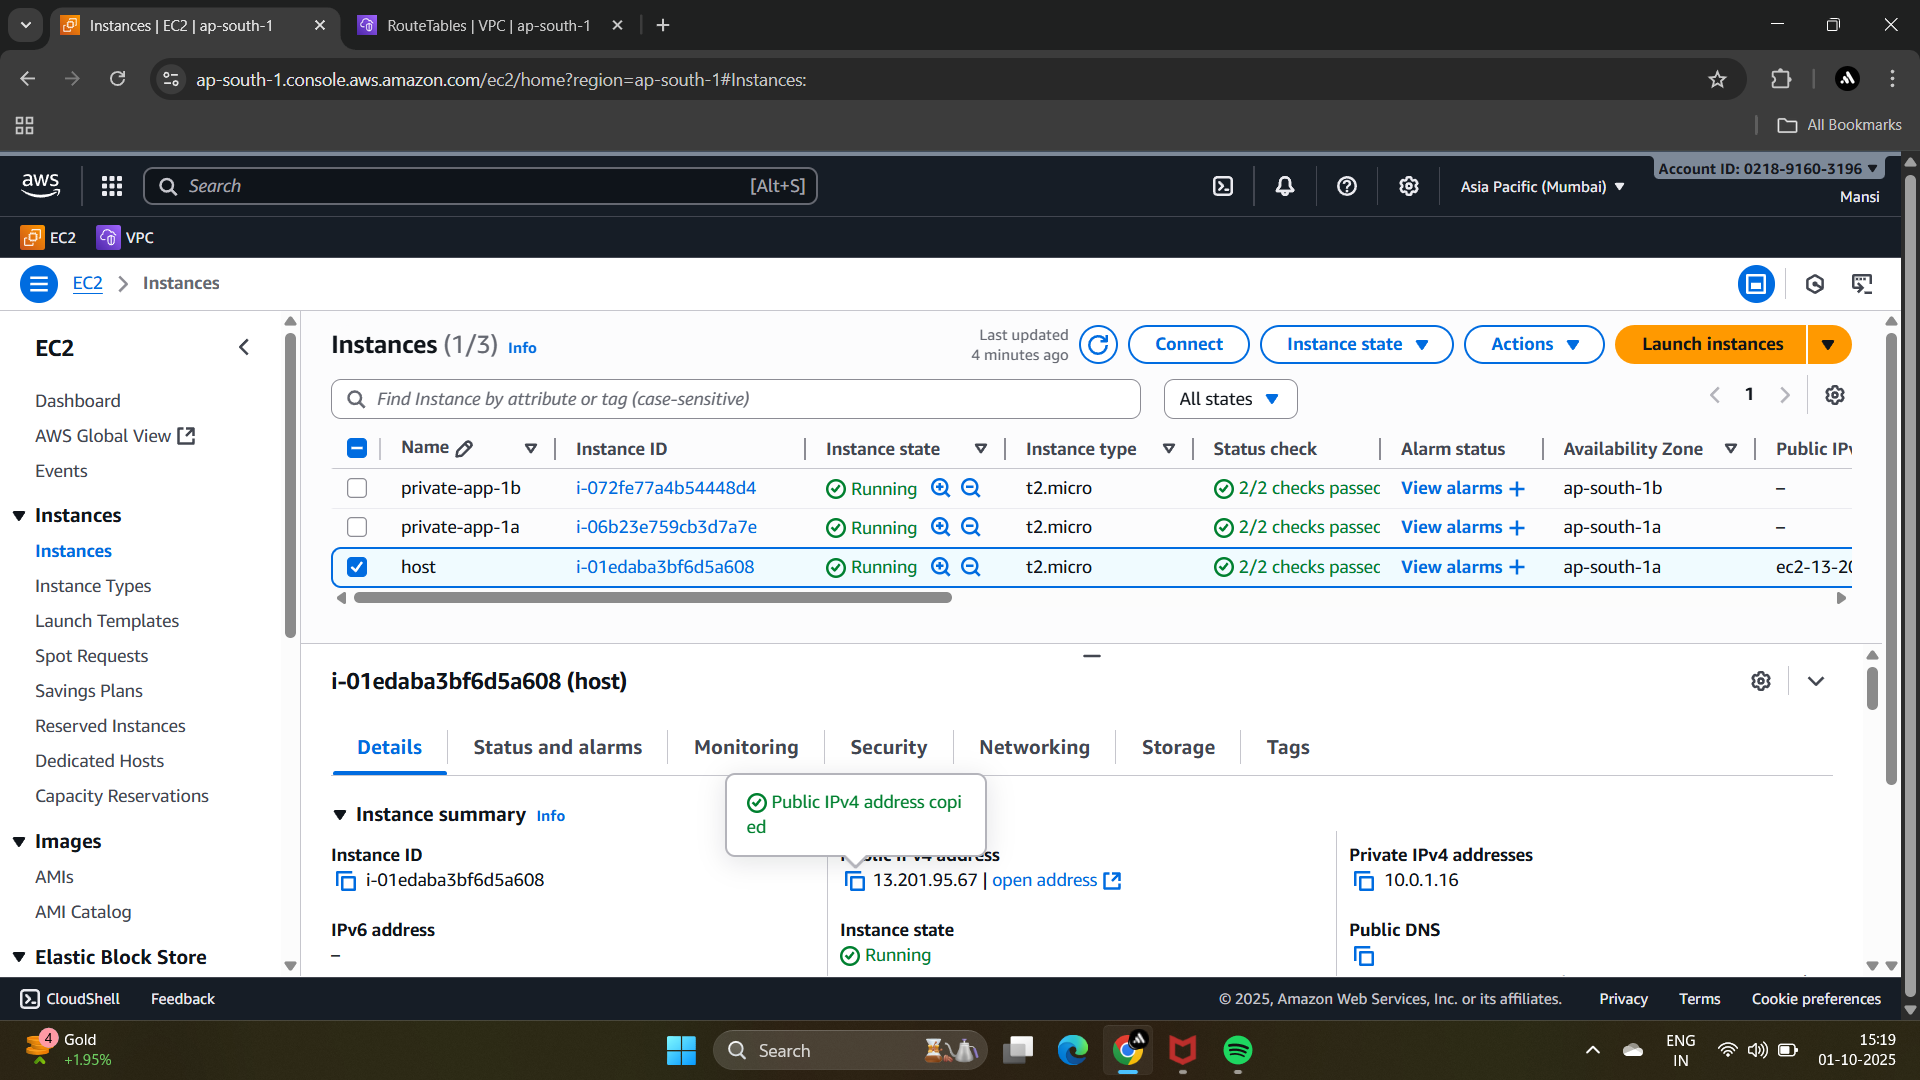 Instances | EC2 | ap-south-1
RouteTables | VPC | ap-south-1
ap-south-1.console.aws.amazon.com/ec2/home?region=ap-south-1#Instances:
All Bookmarks
aws
Search
[Alt+S]
Asia Pacific (Mumbai)
Account ID: 0218-9160-3196
Mansi
EC2
VPC
EC2
Instances
EC2
Dashboard
AWS Global View
Events
Instances
Instances
Instance Types
Launch Templates
Spot Requests
Savings Plans
Reserved Instances
Dedicated Hosts
Capacity Reservations
Images
AMIs
AMI Catalog
Elastic Block Store
Instances (1/3) Info
Last updated
4 minutes ago
Connect
Instance state
Actions
Launch instances
Find Instance by attribute or tag (case-sensitive)
All states
1
Name Instance ID Instance state Instance type Status check Alarm status Availability Zone Public IPv
private-app-1b i-072fe77a4b54448d4 Running t2.micro 2/2 checks passed View alarms + ap-south-1b –
private-app-1a i-06b23e759cb3d7a7e Running t2.micro 2/2 checks passed View alarms + ap-south-1a –
host i-01edaba3bf6d5a608 Running t2.micro 2/2 checks passed View alarms + ap-south-1a ec2-13-20
i-01edaba3bf6d5a608 (host)
Details
Status and alarms
Monitoring
Security
Networking
Storage
Tags
Public IPv4 address copi
ed
Instance summary Info
Instance ID
i-01edaba3bf6d5a608
Public IPv4 address
13.201.95.67 | open address
Private IPv4 addresses
10.0.1.16
IPv6 address
–
Instance state
Running
Public DNS
CloudShell
Feedback
© 2025, Amazon Web Services, Inc. or its affiliates.
Privacy
Terms
Cookie preferences
4
Gold
+1.95%
Search
ENG
IN
15:19
01-10-2025